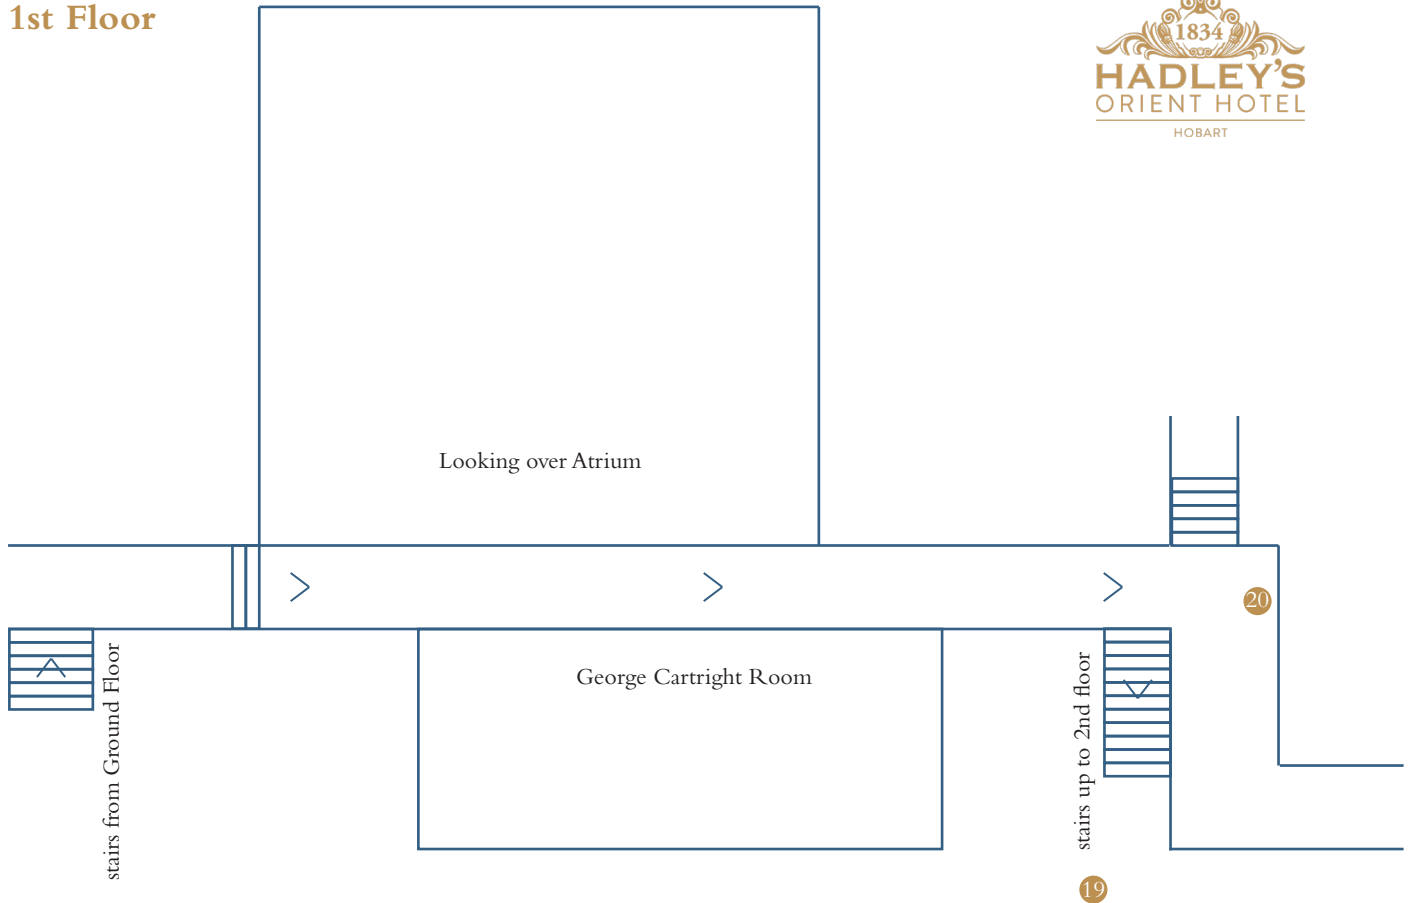 1st Floor
1834
HADLEY'S
ORIENT HOTEL
HOBART
Looking over Atrium
20
George Cartright Room
stairs from Ground Floor
stairs up to 2nd floor
19